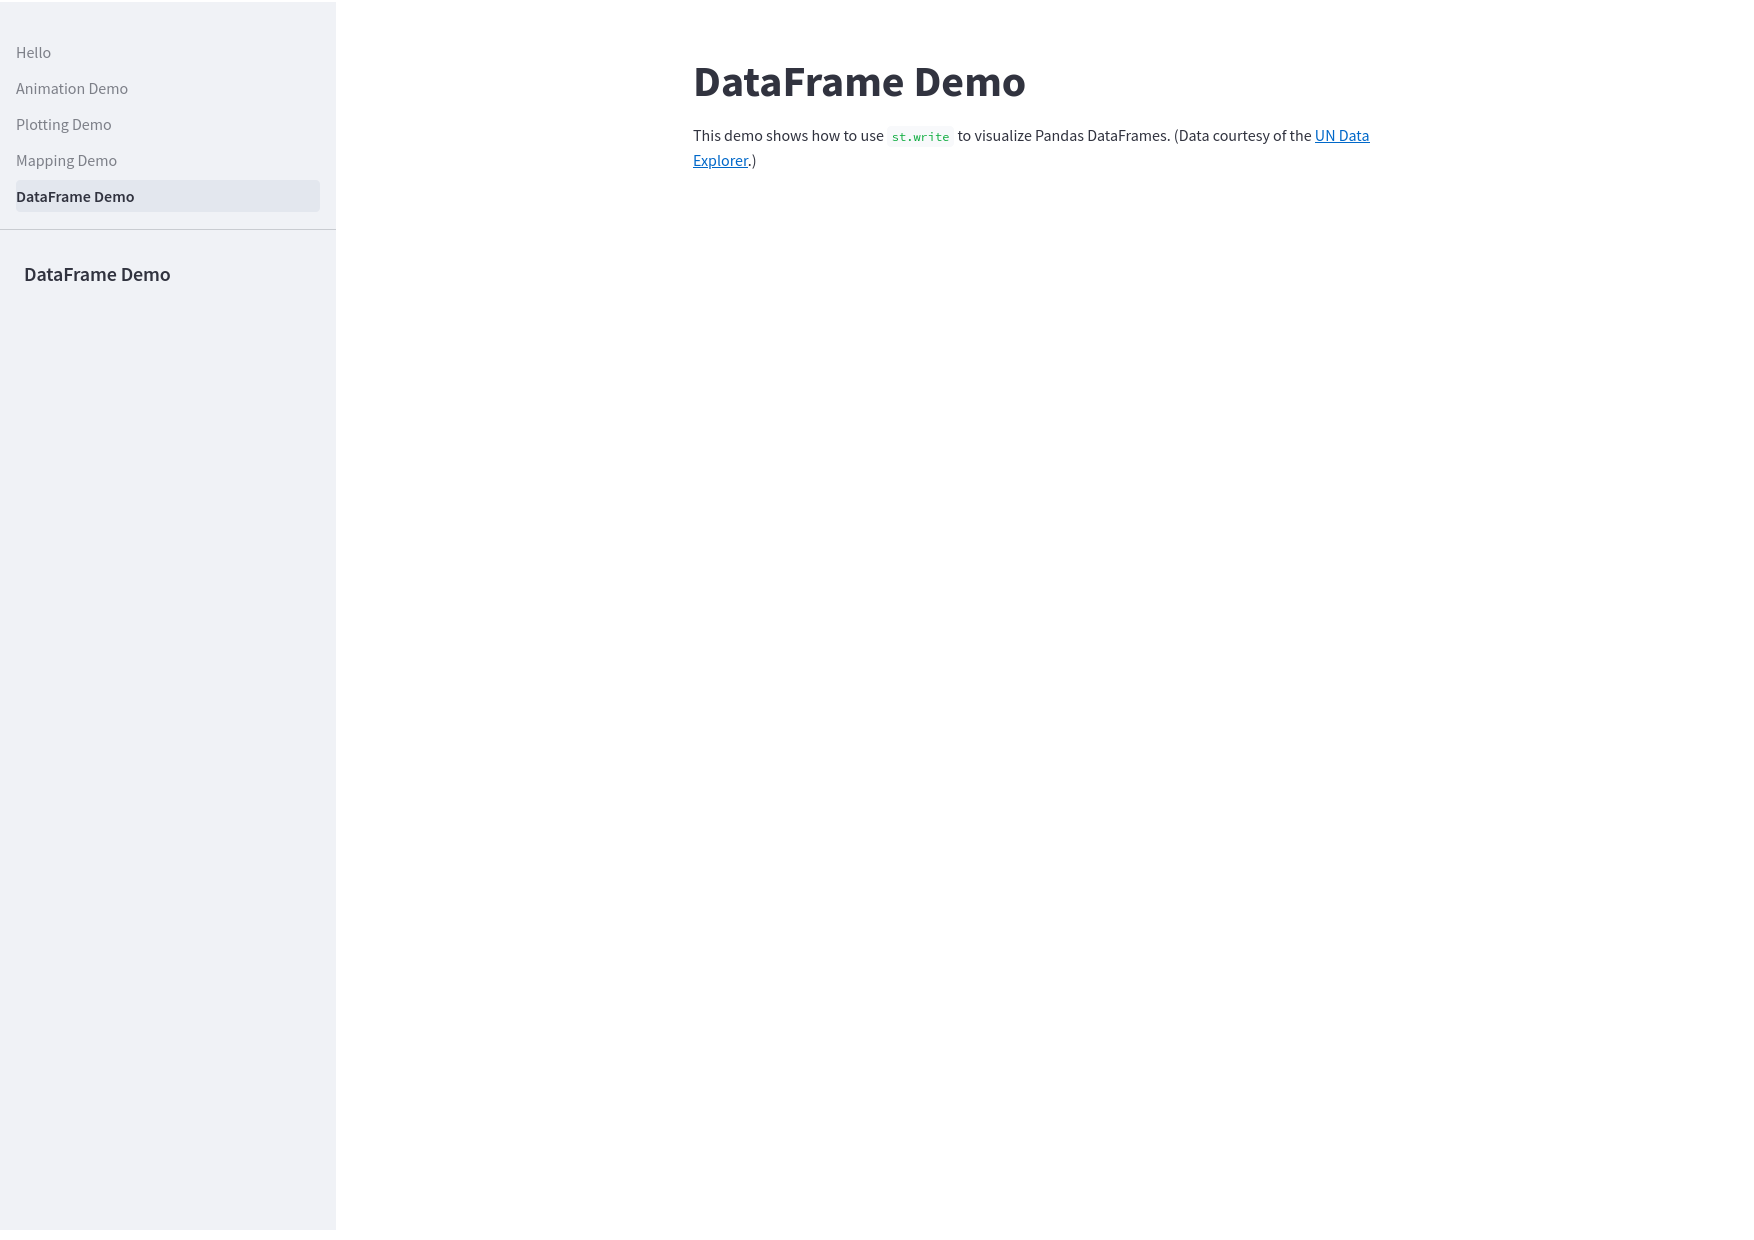 Hello
Animation Demo
Plotting Demo
Mapping Demo
DataFrame Demo
DataFrame Demo
DataFrame Demo
This demo shows how to use st.write to visualize Pandas DataFrames. (Data courtesy of the UN Data
Explorer.)